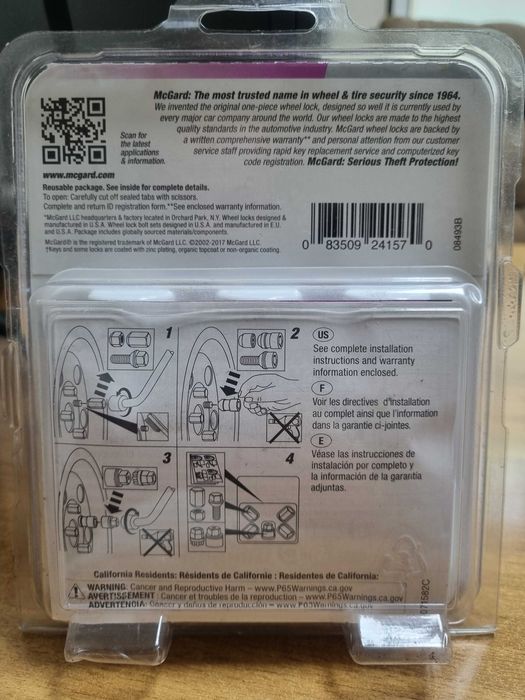 McGard: The most trusted name in wheel & tire security since 1964.
We invented the original one-piece wheel lock, designed so well it is currently used by
every major car company around the world. Our wheel locks are made to the highest
quality standards in the automotive industry. McGard wheel locks are backed by
a written comprehensive warranty** and personal attention from our customer
service staff providing rapid key replacement service and computerized key
code registration. McGard: Serious Theft Protection!
Scan for
the latest
applications
& information.
www.mcgard.com
Reusable package. See inside for complete details.
To open: Carefully cut off sealed tabs with scissors.
Complete and return ID registration form.**See enclosed warranty information.
*McGard LLC headquarters & factory located in Orchard Park, N.Y. Wheel locks designed &
manufactured in U.S.A. Wheel lock bolt sets designed in U.S.A. and manufactured in E.U.
and U.S.A. Package includes globally sourced materials/components.
McGard® is the registered trademark of McGard LLC. ©2002-2017 McGard LLC.
†Keys and some locks are coated with zinc plating, organic topcoat or non-organic coating.
0 83509 24157 0
08493B
1
2
3
4
US
See complete installation
instructions and warranty
information enclosed.
F
Voir les directives d'installation
au complet ainsi que l'information
dans la garantie ci-jointes.
E
Véase las instrucciones de
instalación por completo y
la información de la garantía
adjuntas.
California Residents: Résidents de Californie : Residentes de California:
WARNING: Cancer and Reproductive Harm – www.P65Warnings.ca.gov
AVERTISSEMENT : Cancer et troubles de la reproduction – www.P65Warnings.ca.gov
ADVERTENCIA: Cáncer y daños de reproducción – www.P65Warnings.ca.gov
071582C